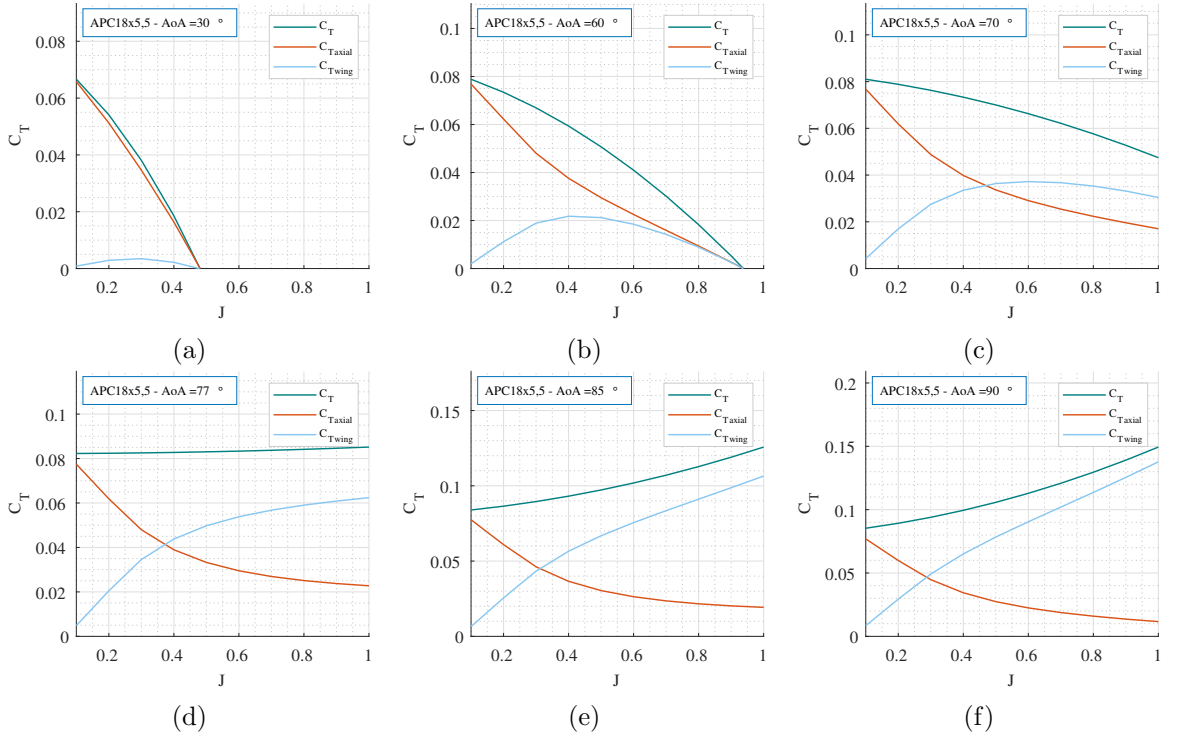 APC18x5,5 - AoA =30 °
C_T
C_Taxial
C_Twing
0.08
0.06
0.04
0.02
0
C_T
0.2 0.4 0.6 0.8 1
J
(a)
APC18x5,5 - AoA =60 °
C_T
C_Taxial
C_Twing
0.1
0.08
0.06
0.04
0.02
0
C_T
0.2 0.4 0.6 0.8 1
J
(b)
APC18x5,5 - AoA =70 °
C_T
C_Taxial
C_Twing
0.1
0.08
0.06
0.04
0.02
0
C_T
0.2 0.4 0.6 0.8 1
J
(c)
APC18x5,5 - AoA =77 °
C_T
C_Taxial
C_Twing
0.1
0.08
0.06
0.04
0.02
0
C_T
0.2 0.4 0.6 0.8 1
J
(d)
APC18x5,5 - AoA =85 °
C_T
C_Taxial
C_Twing
0.15
0.1
0.05
0
C_T
0.2 0.4 0.6 0.8 1
J
(e)
APC18x5,5 - AoA =90 °
C_T
C_Taxial
C_Twing
0.2
0.15
0.1
0.05
0
C_T
0.2 0.4 0.6 0.8 1
J
(f)